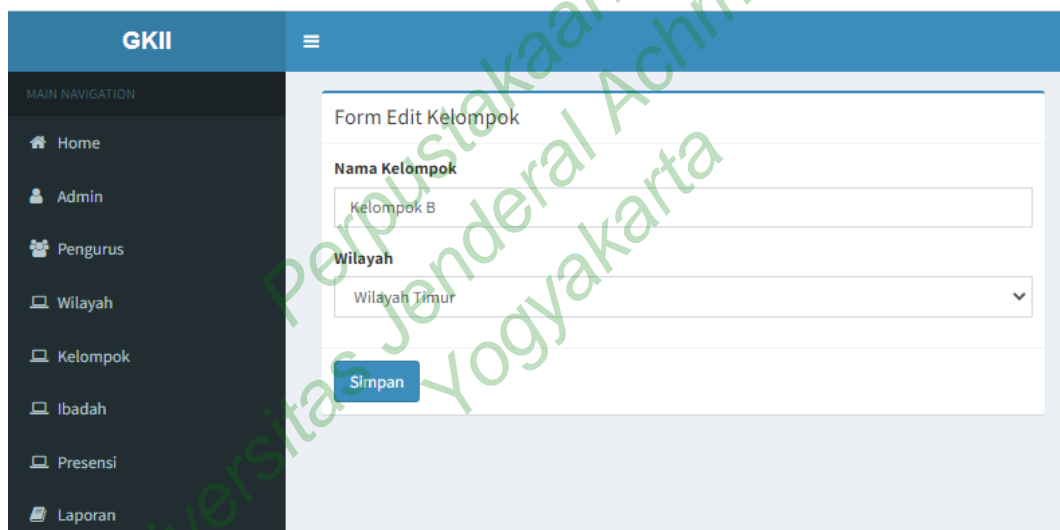 GKII
MAIN NAVIGATION
Home
Admin
Pengurus
Wilayah
Kelompok
Ibadah
Presensi
Laporan
Form Edit Kelompok
Nama Kelompok
Kelompok B
Wilayah
Wilayah Timur
Simpan
Perpustakaan
Jenderal Achm
Yogyakarta